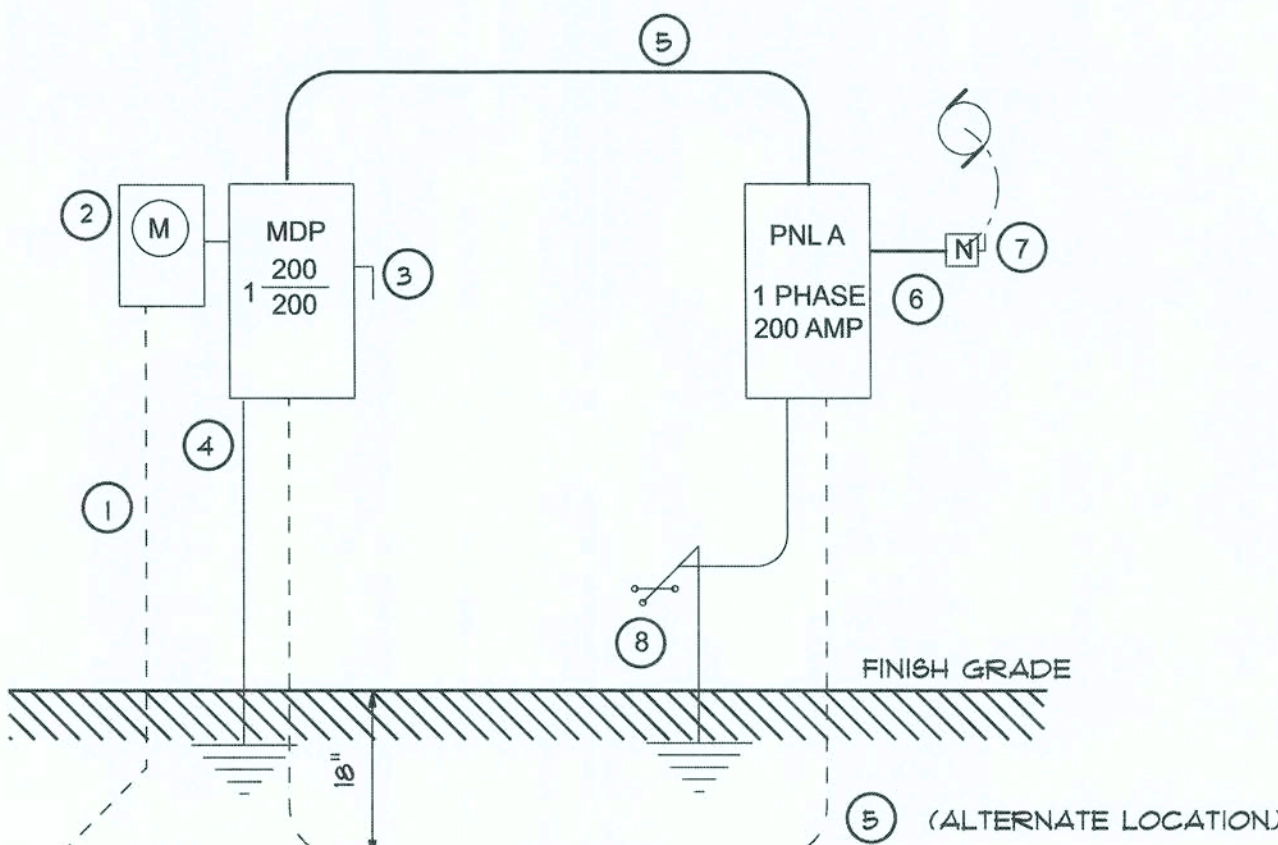 5
2
M
MDP
1 200
200
3
PNL A
1 PHASE
200 AMP
N
7
6
4
1
8
FINISH GRADE
18"
5 (ALTERNATE LOCATION)